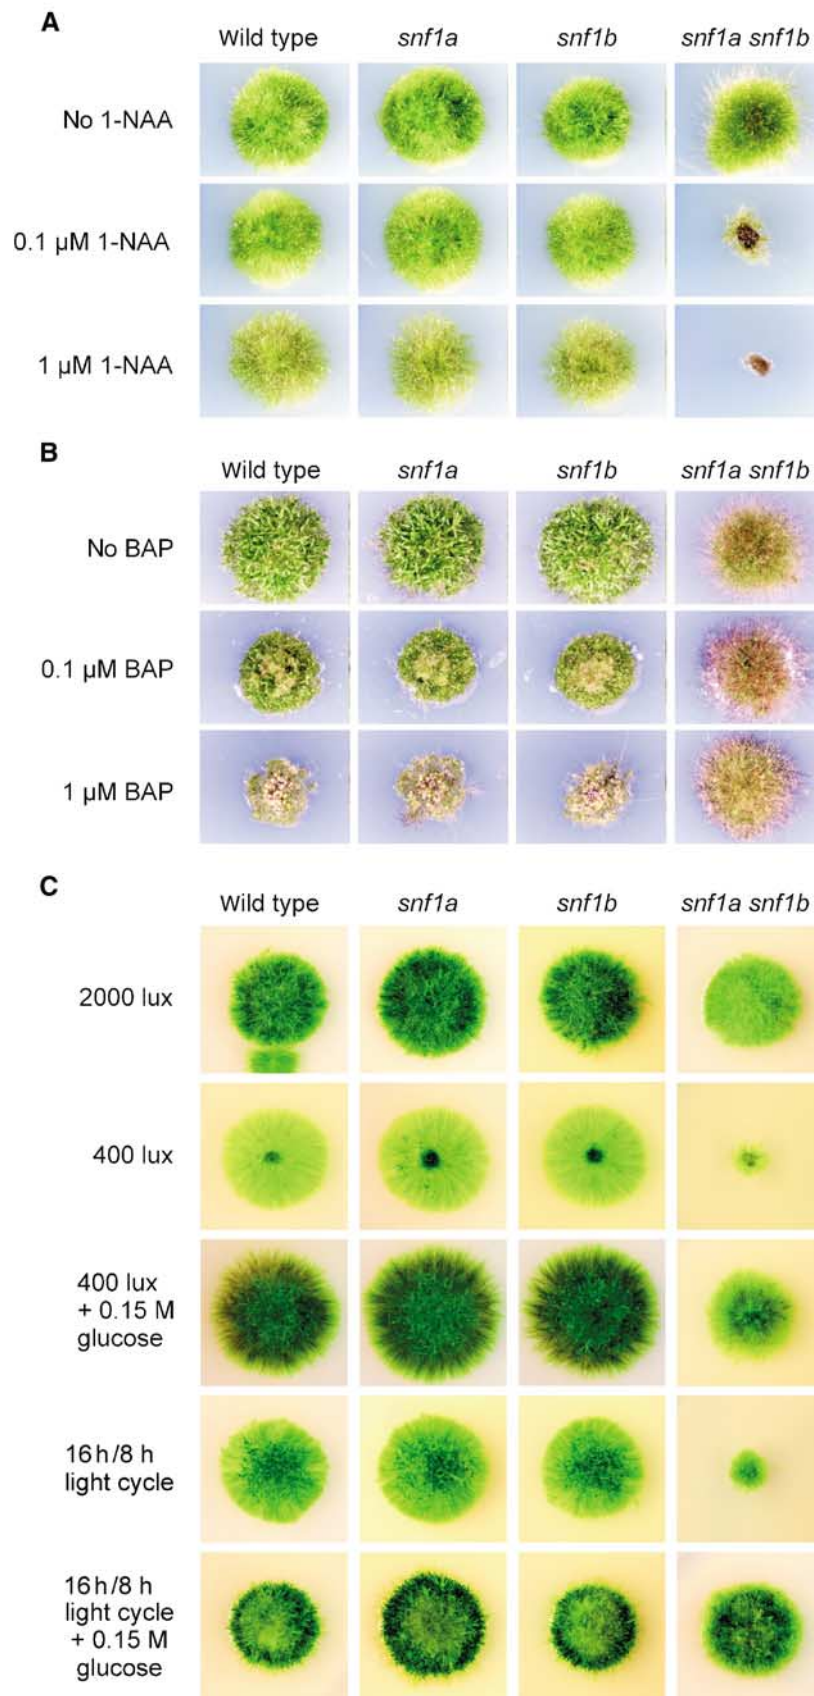 A
Wild type snf1a snf1b snf1a snf1b
No 1-NAA
0.1 µM 1-NAA
1 µM 1-NAA
B
Wild type snf1a snf1b snf1a snf1b
No BAP
0.1 µM BAP
1 µM BAP
C
Wild type snf1a snf1b snf1a snf1b
2000 lux
400 lux
400 lux
+ 0.15 M
glucose
16 h/8 h
light cycle
16 h/8 h
light cycle
+ 0.15 M
glucose